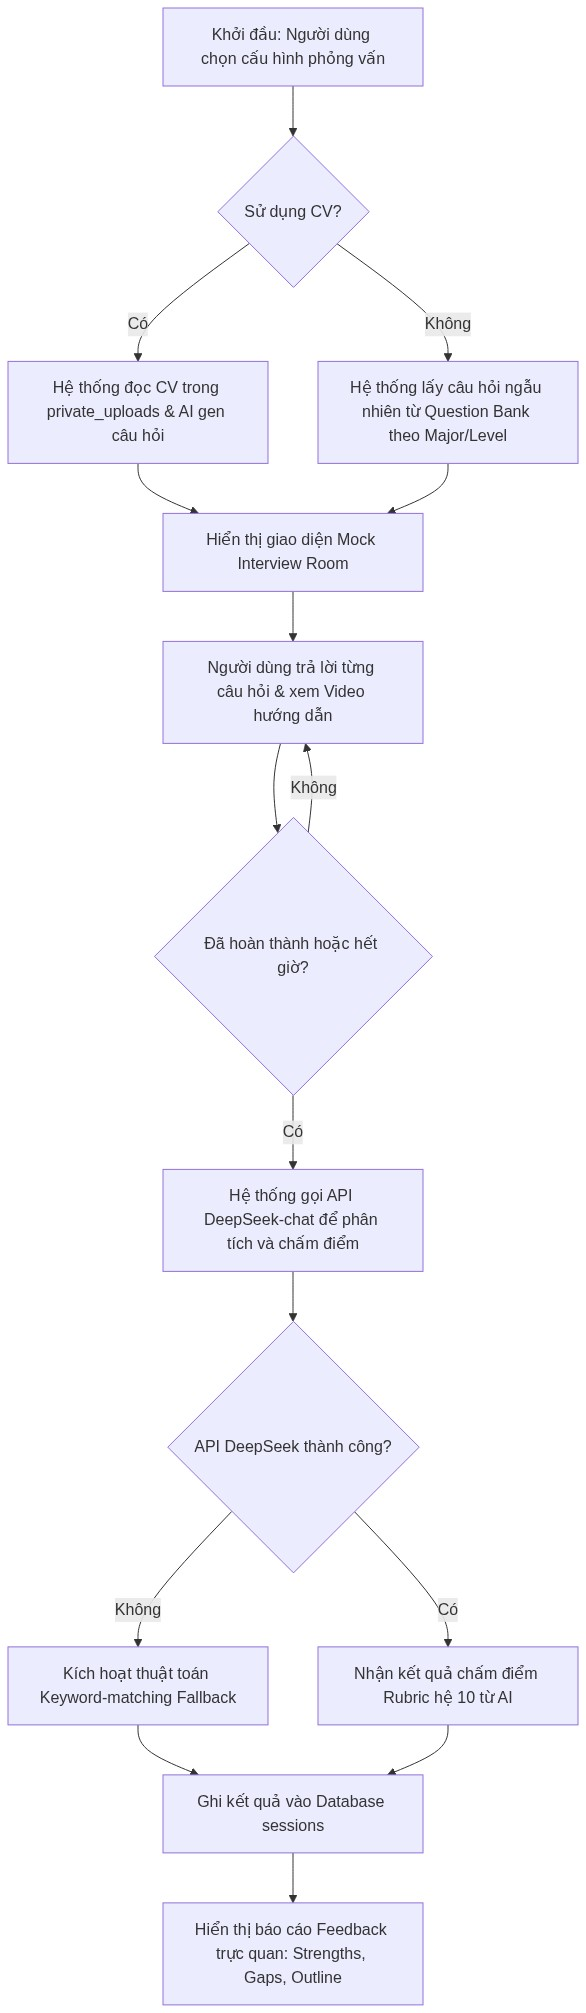 Khởi đầu: Người dùng
chọn cấu hình phỏng vấn
Sử dụng CV?
Có
Không
Hệ thống đọc CV trong
private_uploads & AI gen
câu hỏi
Hệ thống lấy câu hỏi ngẫu
nhiên từ Question Bank
theo Major/Level
Hiển thị giao diện Mock
Interview Room
Người dùng trả lời từng
câu hỏi & xem Video
hướng dẫn
Không
Đã hoàn thành hoặc hết
giờ?
Có
Hệ thống gọi API
DeepSeek-chat để phân
tích và chấm điểm
API DeepSeek thành công?
Không
Có
Kích hoạt thuật toán
Keyword-matching Fallback
Nhận kết quả chấm điểm
Rubric hệ 10 từ AI
Ghi kết quả vào Database
sessions
Hiển thị báo cáo Feedback
trực quan: Strengths,
Gaps, Outline